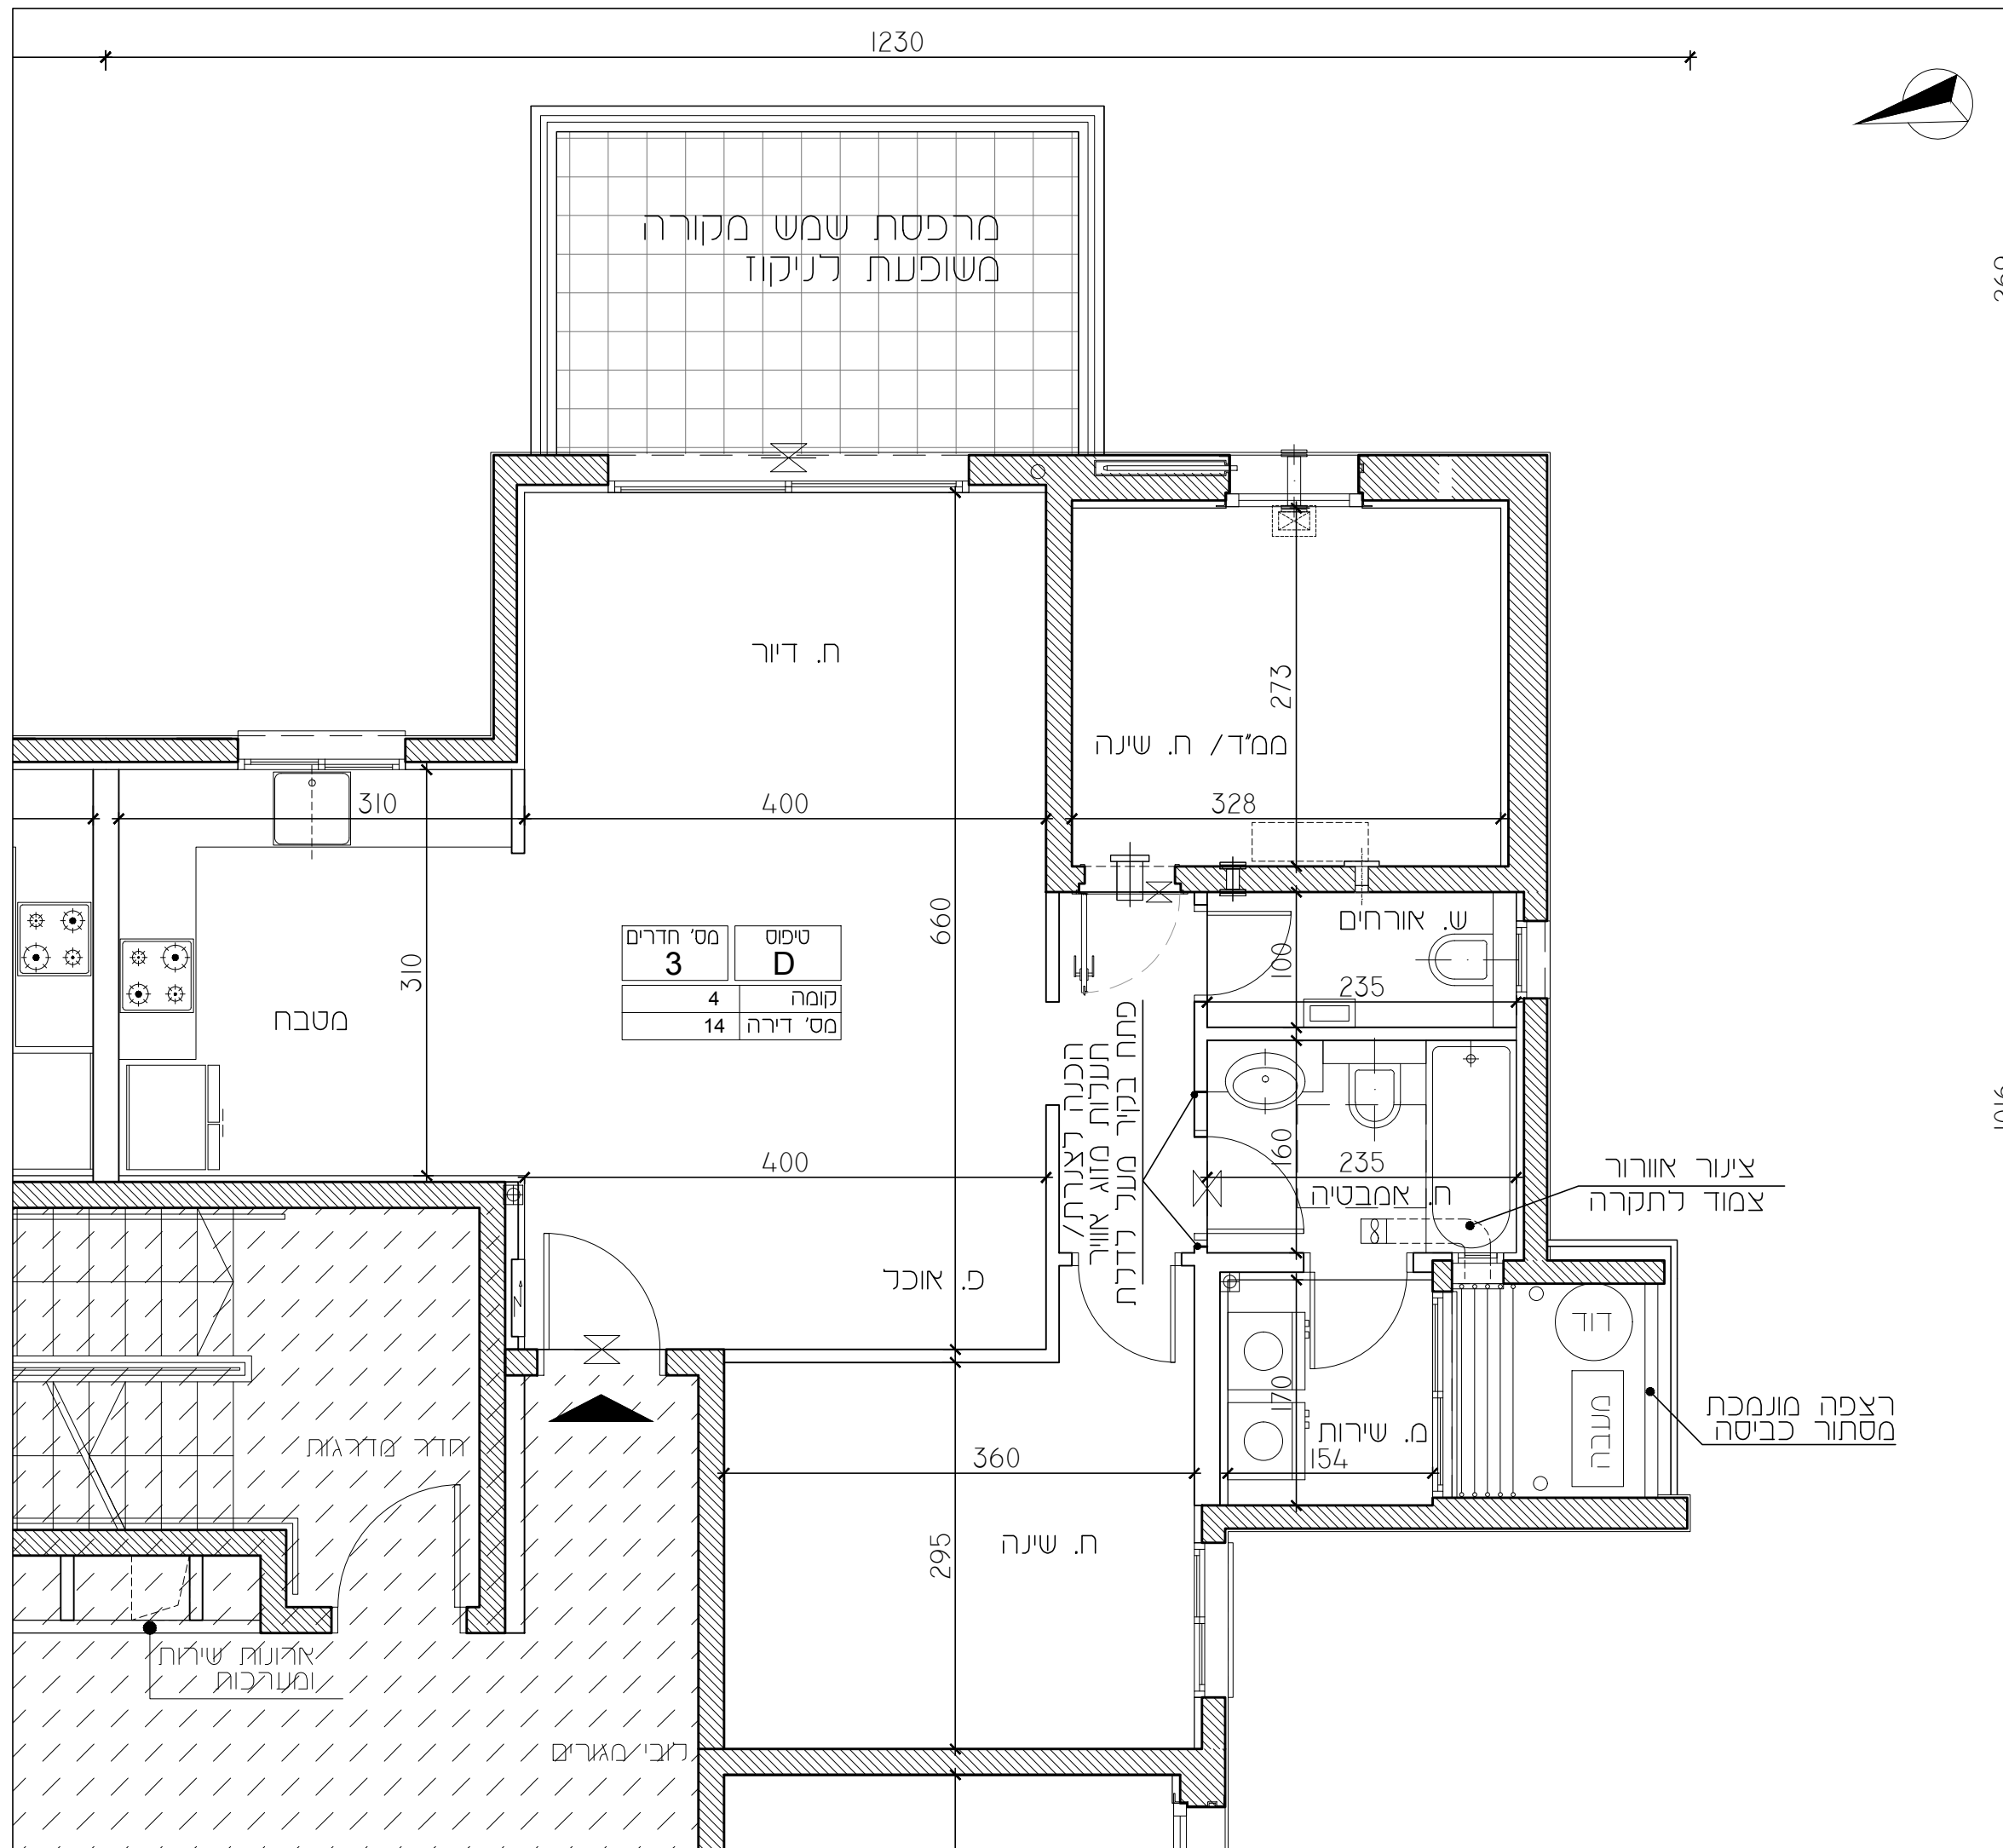 1230
מרפסת שמש מקורה
משופעת לניקוז
ח. דיור
273
ממ"ד/ ח. שינה
310
400
328
660
310
מטבח
טיפוס
D
מס' חדרים
3
קומה
4
מס' דירה
14
ש. אורחים
100
235
הכנה לצנרת/
תעלות מזוג אוויר
פתח בקיר מעל לדלת
400
160
235
ח. אמבטיה
צינור אוורור
צמוד לתקרה
פ. אוכל
דוד
מעבה
רצפה מונמכת
מסתור כביסה
170
מ. שירות
154
חדר מדרגות
360
295
ח. שינה
ארונות שירות
ומערכות
לובי מגורים